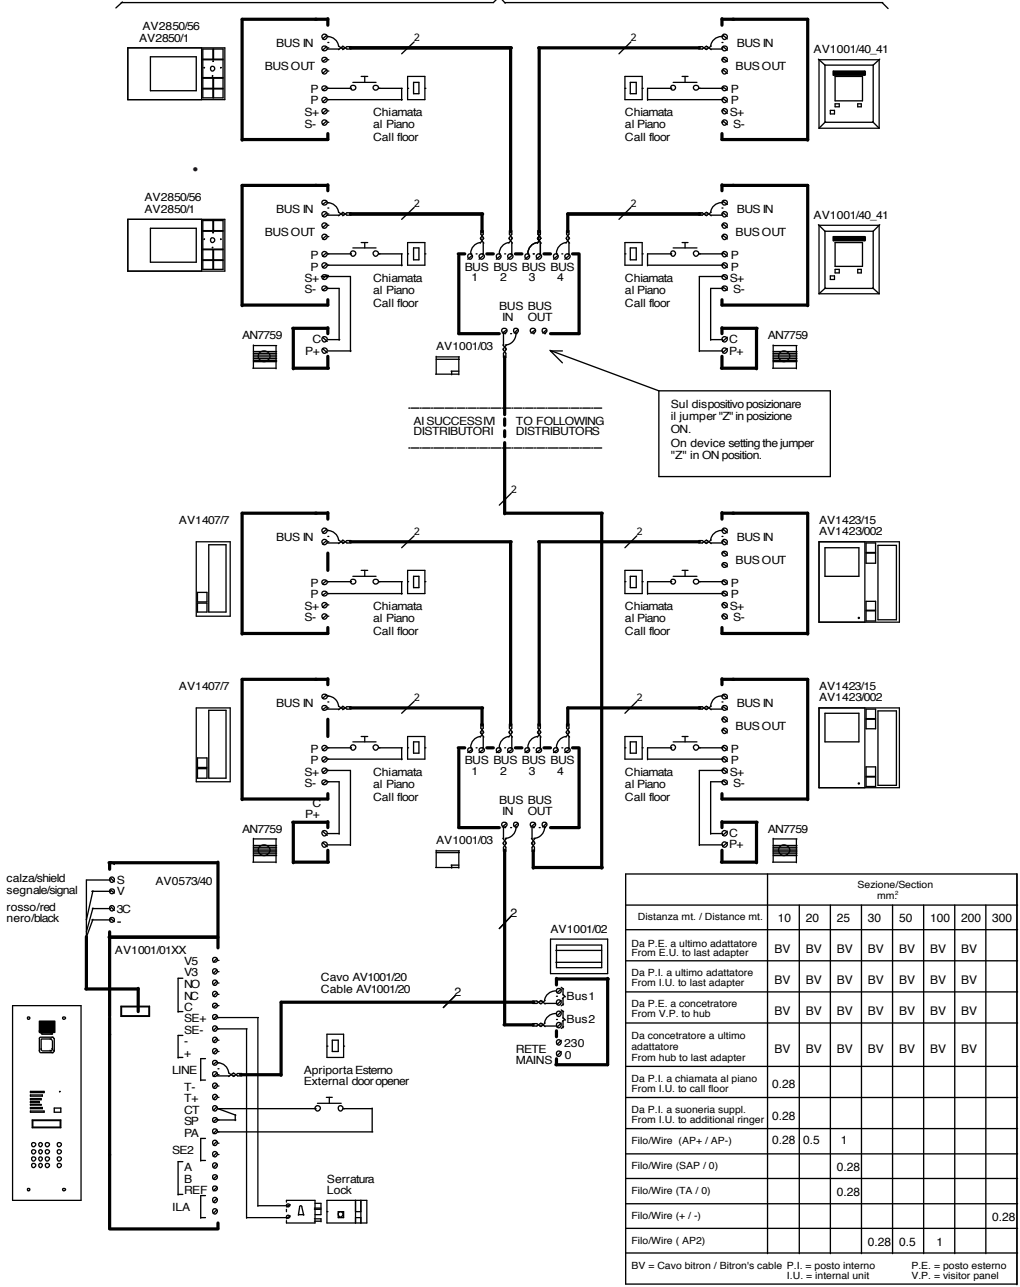 AV2850/56
AV2850/1
BUS IN
BUS OUT
P
P
S+
S-
2
Chiamata
al Piano
Call floor
2
Chiamata
al Piano
Call floor
BUS IN
BUS OUT
P
P
S+
S-
AV1001/40_41
AV2850/56
AV2850/1
BUS IN
BUS OUT
P
P
S+
S-
2
Chiamata
al Piano
Call floor
AN7759
C
P+
BUS 1
BUS 2
BUS 3
BUS 4
BUS IN
BUS OUT
AV1001/03
2
Chiamata
al Piano
Call floor
BUS IN
BUS OUT
P
P
S+
S-
AV1001/40_41
C
P+
AN7759
Sul dispositivo posizionare
il jumper "Z" in posizione
ON.
On device setting the jumper
"Z" in ON position.
AI SUCCESSIVI
DISTRIBUTORI
TO FOLLOWING
DISTRIBUTORS
2
AV1407/7
BUS IN
P
P
S+
S-
2
Chiamata
al Piano
Call floor
2
Chiamata
al Piano
Call floor
BUS IN
BUS OUT
P
P
S+
S-
AV1423/15
AV1423/002
AV1407/7
BUS IN
P
P
S+
S-
2
Chiamata
al Piano
Call floor
C
P+
AN7759
BUS 1
BUS 2
BUS 3
BUS 4
BUS IN
BUS OUT
AV1001/03
2
Chiamata
al Piano
Call floor
BUS IN
BUS OUT
P
P
S+
S-
AV1423/15
AV1423/002
C
P+
AN7759
calza/shield
segnale/signal
rosso/red
nero/black
S
V
3C
-
AV0573/40
AV1001/01XX
V5
V3
NO
NC
C
SE+
SE-
-
+
LINE
T-
T+
CT
SP
PA
SE2
A
B
REF
ILA
Cavo AV1001/20
Cable AV1001/20
2
2
Apriporta Esterno
External door opener
Serratura
Lock
AV1001/02
Bus1
Bus2
230
0
RETE
MAINS
Sezione/Section
mm.²
Distanza mt. / Distance mt. 10 20 25 30 50 100 200 300
Da P.E. a ultimo adattatore
From E.U. to last adapter BV BV BV BV BV BV BV
Da P.I. a ultimo adattatore
From I.U. to last adapter BV BV BV BV BV BV BV
Da P.E. a concetratore
From V.P. to hub BV BV BV BV BV BV BV
Da concetratore a ultimo
adattatore
From hub to last adapter BV BV BV BV BV BV BV
Da P.I. a chiamata al piano
From I.U. to call floor 0.28
Da P.I. a suoneria suppl.
From I.U. to additional ringer 0.28
Filo/Wire (AP+ / AP-) 0.28 0.5 1
Filo/Wire (SAP / 0) 0.28
Filo/Wire (TA / 0) 0.28
Filo/Wire (+ / -) 0.28
Filo/Wire ( AP2) 0.28 0.5 1
BV = Cavo bitron / Bitron's cable P.I. = posto interno P.E. = posto esterno
I.U. = internal unit V.P. = visitor panel